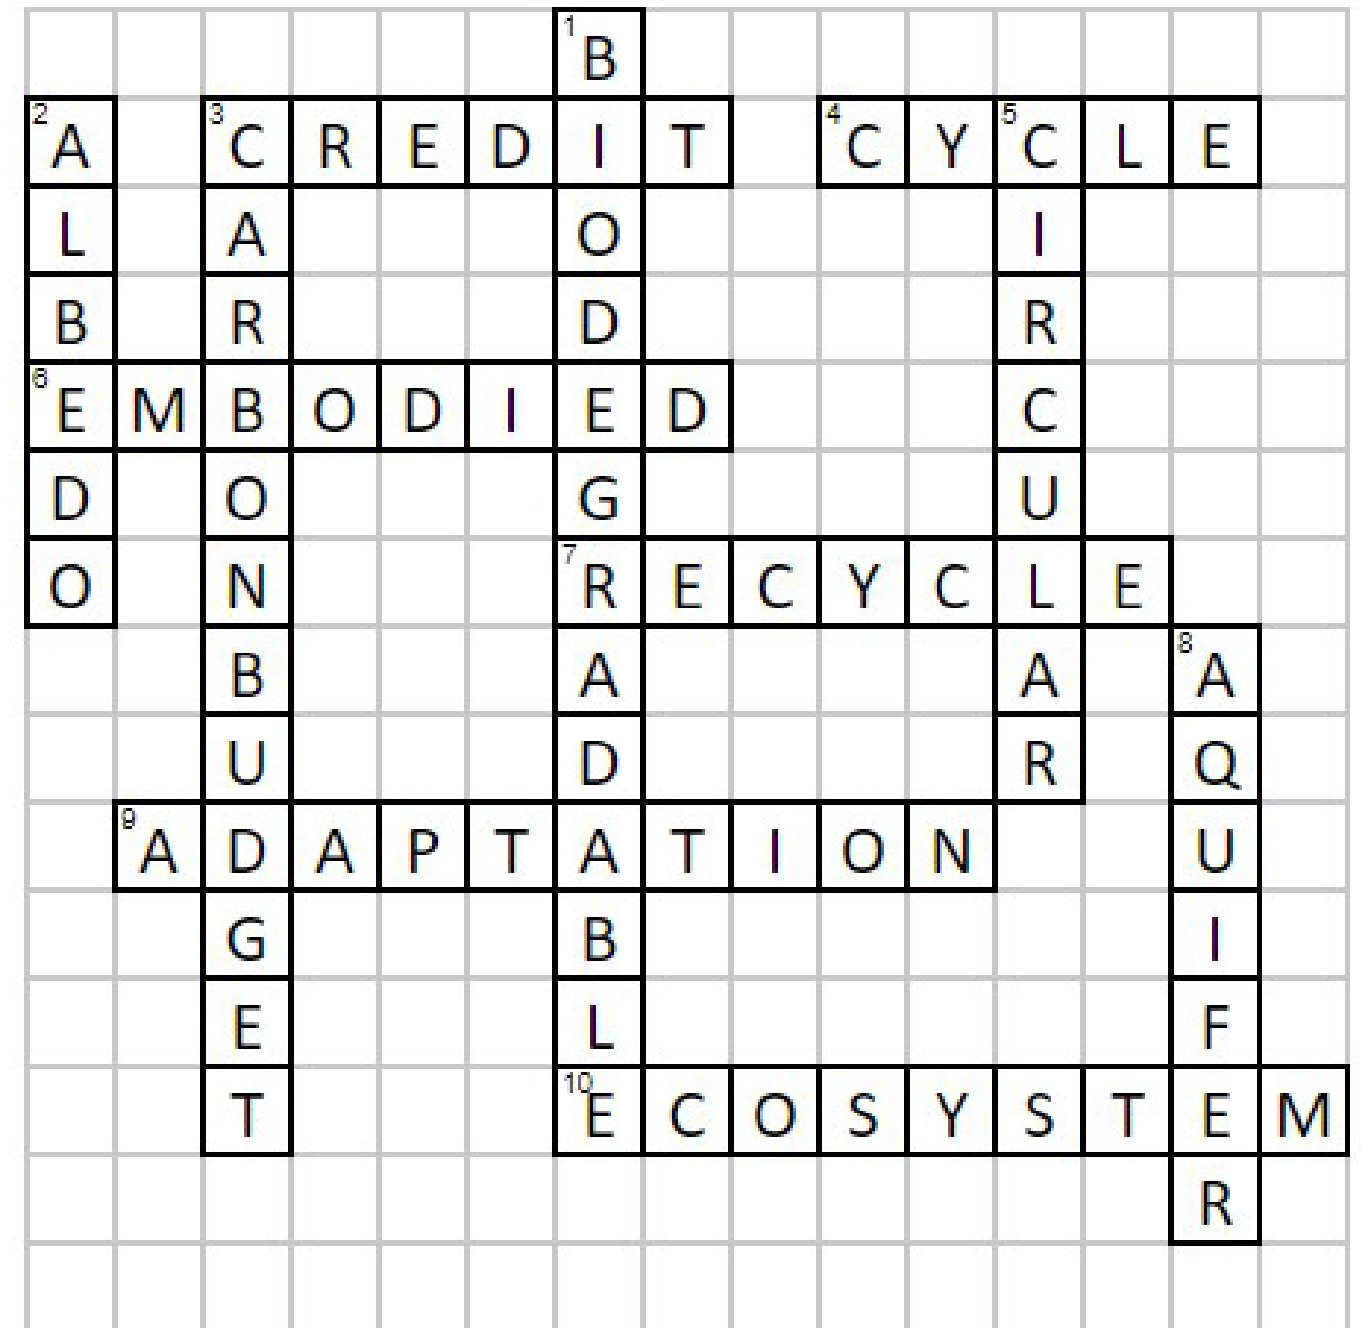 1 B
2 A 3 C R E D I T 4 C Y 5 C L E
L A O I
B R D R
6 E M B O D I E D C
D O G U
O N 7 R E C Y C L E
B A A 8 A
U D R Q
9 A D A P T A T I O N U
G B I
E L F
T 10 E C O S Y S T E M
R